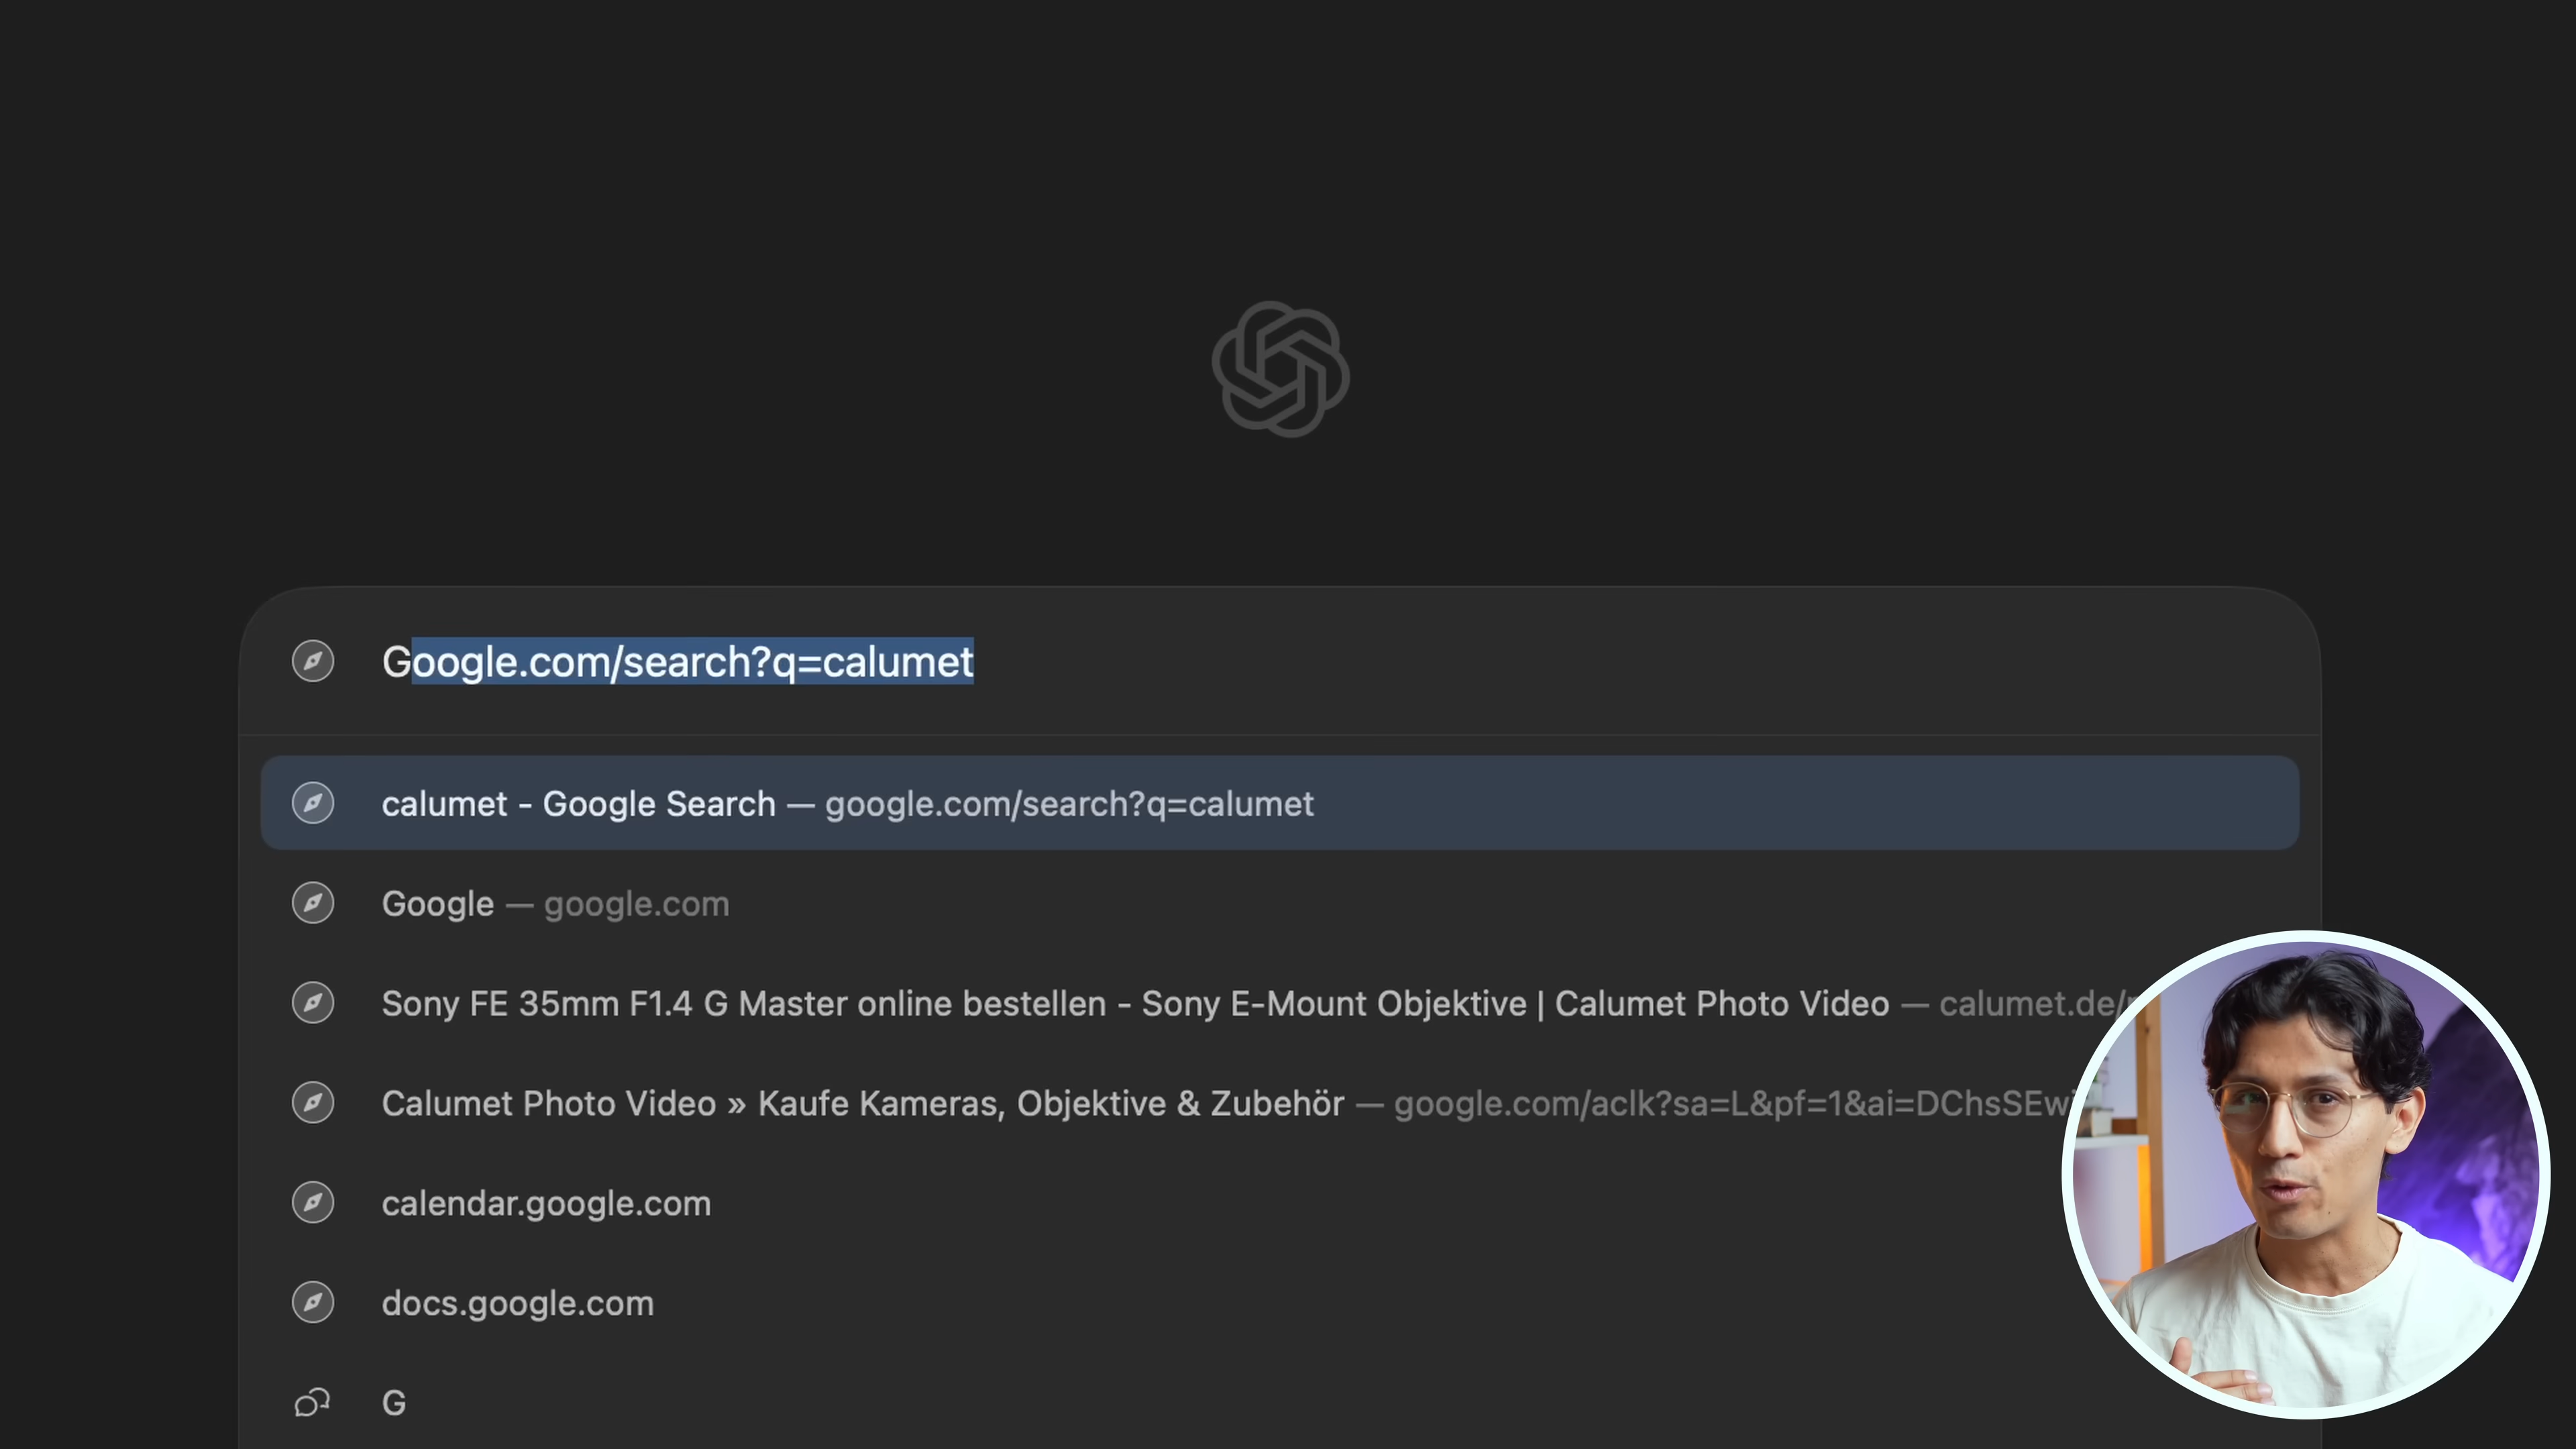 Google.com/search?q=calumet
calumet - Google Search — google.com/search?q=calumet
Google — google.com
Sony FE 35mm F1.4 G Master online bestellen - Sony E-Mount Objektive | Calumet Photo Video — calumet.de/
Calumet Photo Video » Kaufe Kameras, Objektive & Zubehör — google.com/aclk?sa=L&pf=1&ai=DChsSEw
calendar.google.com
docs.google.com
G